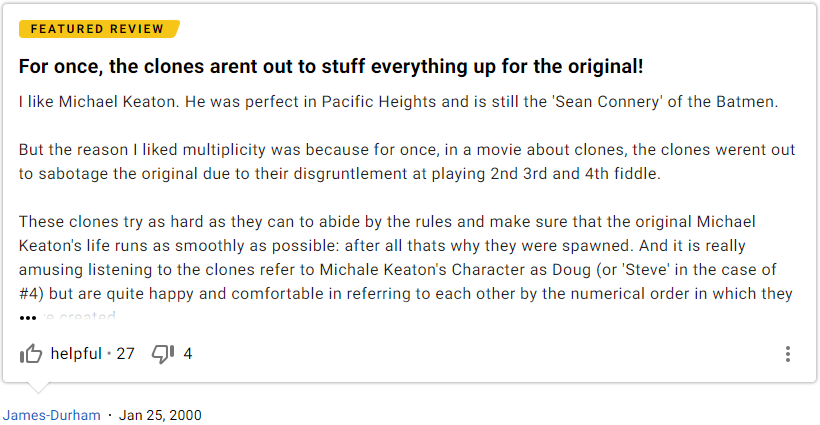 FEATURED REVIEW
For once, the clones arent out to stuff everything up for the original!
I like Michael Keaton. He was perfect in Pacific Heights and is still the 'Sean Connery' of the Batmen.
But the reason I liked multiplicity was because for once, in a movie about clones, the clones werent out
to sabotage the original due to their disgruntlement at playing 2nd 3rd and 4th fiddle.
These clones try as hard as they can to abide by the rules and make sure that the original Michael
Keaton's life runs as smoothly as possible: after all thats why they were spawned. And it is really
amusing listening to the clones refer to Michale Keaton's Character as Doug (or 'Steve' in the case of
#4) but are quite happy and comfortable in referring to each other by the numerical order in which they
••• created
helpful • 27 4
James-Durham • Jan 25, 2000